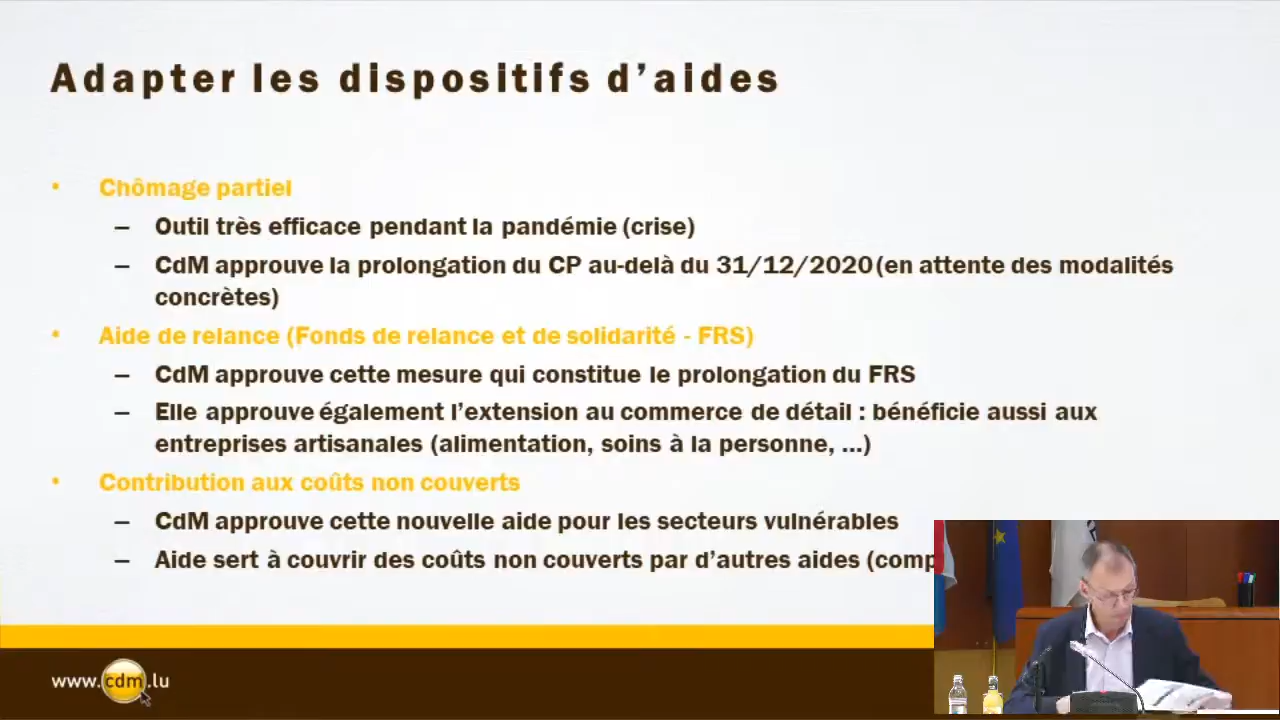 Adapter les dispositifs d’aides
• Chômage partiel
– Outil très efficace pendant la pandémie (crise)
– CdM approuve la prolongation du CP au-delà du 31/12/2020 (en attente des modalités
concrètes)
• Aide de relance (Fonds de relance et de solidarité - FRS)
– CdM approuve cette mesure qui constitue le prolongation du FRS
– Elle approuve également l’extension au commerce de détail : bénéficie aussi aux
entreprises artisanales (alimentation, soins à la personne, …)
• Contribution aux coûts non couverts
– CdM approuve cette nouvelle aide pour les secteurs vulnérables
– Aide sert à couvrir des coûts non couverts par d’autres aides
www.cdm.lu